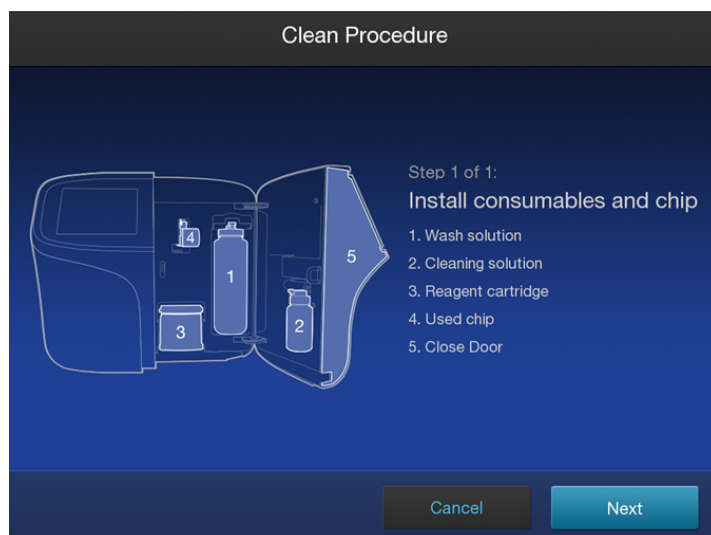 Clean Procedure
Step 1 of 1:
Install consumables and chip
1. Wash solution
2. Cleaning solution
3. Reagent cartridge
4. Used chip
5. Close Door
4
1
5
3
2
Cancel
Next